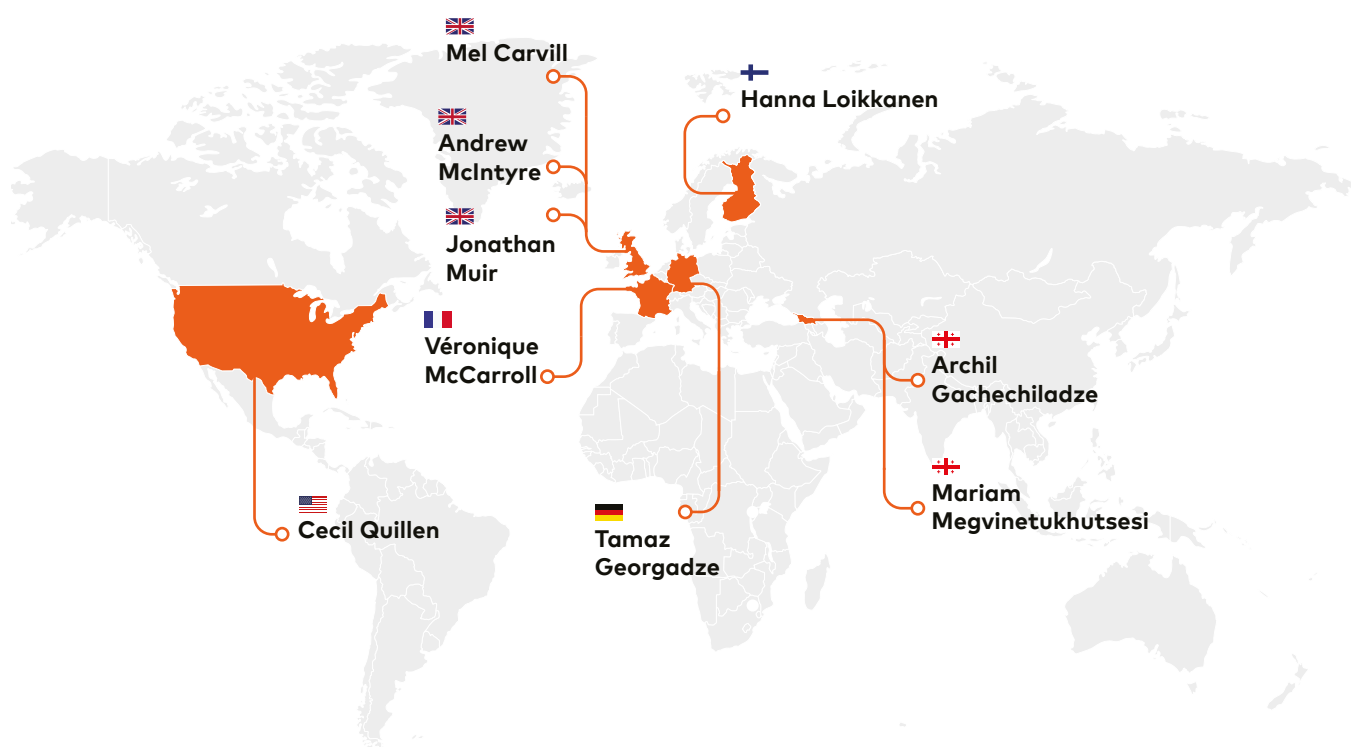 Mel Carvill
Hanna Loikkanen
Andrew
McIntyre
Jonathan
Muir
Véronique
McCarroll
Archil
Gachechiladze
Mariam
Megvinetukhutsesi
Cecil Quillen
Tamaz
Georgadze